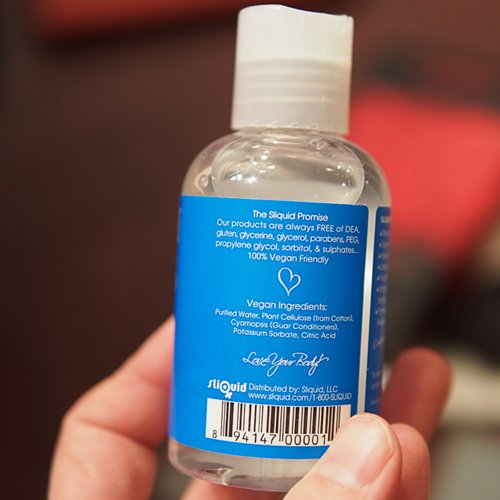 The Sliquid Promise
Our products are always FREE of DEA,
gluten, glycerine, glycerol, parabens, PEG,
propylene glycol, sorbitol, & sulphates...
100% Vegan Friendly
Vegan Ingredients:
Purified Water, Plant Cellulose (from Cotton),
Cyamopsis (Guar Conditioners),
Potassium Sorbate, Citric Acid
Love Your Body
sliquid
Distributed by: Sliquid, LLC
www.sliquid.com/1-800-SLIQUID
8 94147 00001